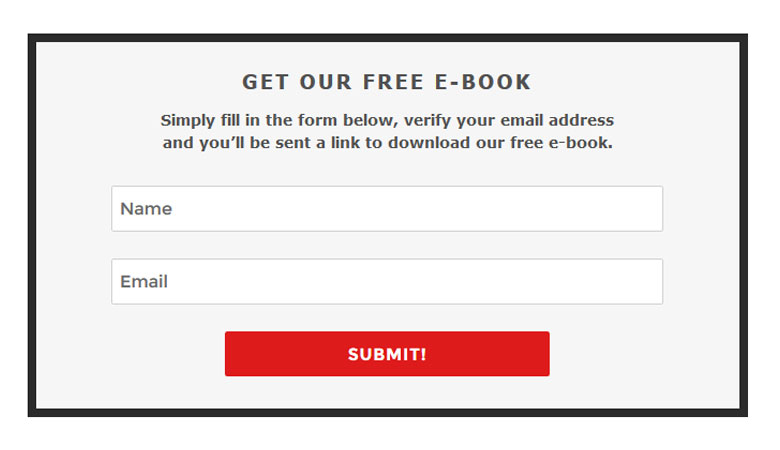 GET OUR FREE E-BOOK
Simply fill in the form below, verify your email address
and you’ll be sent a link to download our free e-book.
Name
Email
SUBMIT!